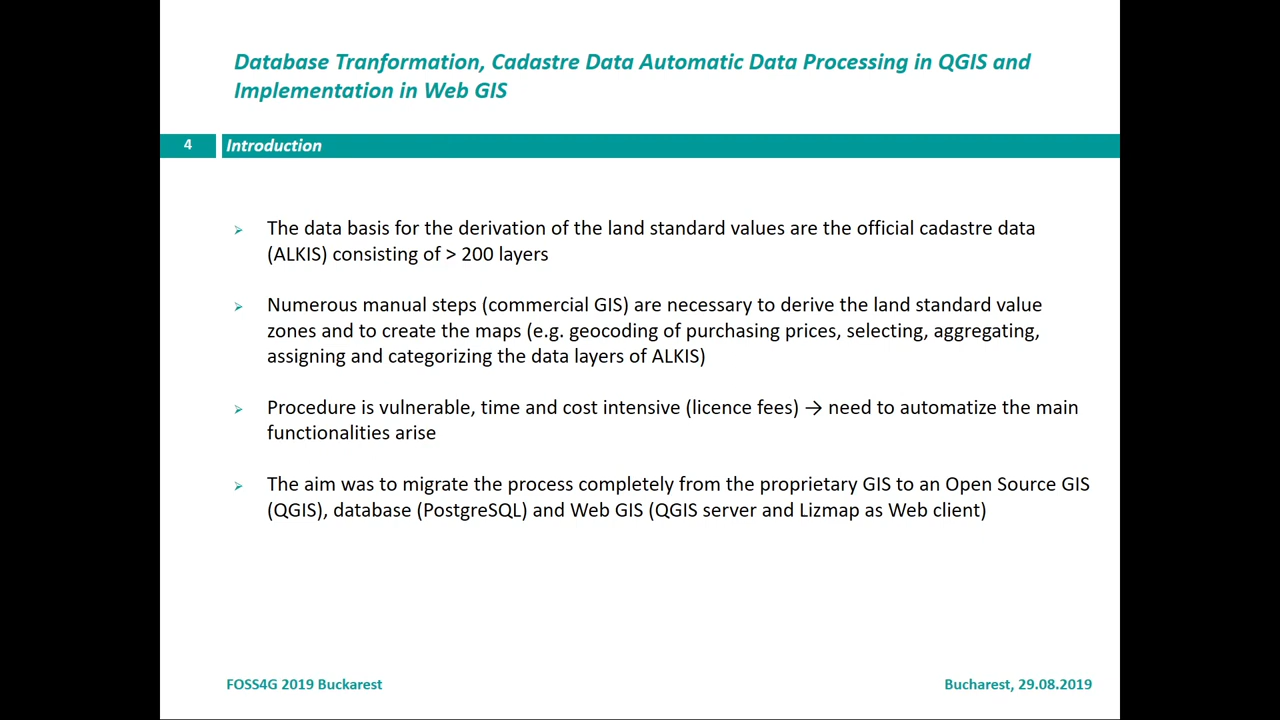 Database Tranformation, Cadastre Data Automatic Data Processing in QGIS and
Implementation in Web GIS
4
Introduction
➢ The data basis for the derivation of the land standard values are the official cadastre data
(ALKIS) consisting of > 200 layers
➢ Numerous manual steps (commercial GIS) are necessary to derive the land standard value
zones and to create the maps (e.g. geocoding of purchasing prices, selecting, aggregating,
assigning and categorizing the data layers of ALKIS)
➢ Procedure is vulnerable, time and cost intensive (licence fees) → need to automatize the main
functionalities arise
➢ The aim was to migrate the process completely from the proprietary GIS to an Open Source GIS
(QGIS), database (PostgreSQL) and Web GIS (QGIS server and Lizmap as Web client)
FOSS4G 2019 Buckarest
Bucharest, 29.08.2019